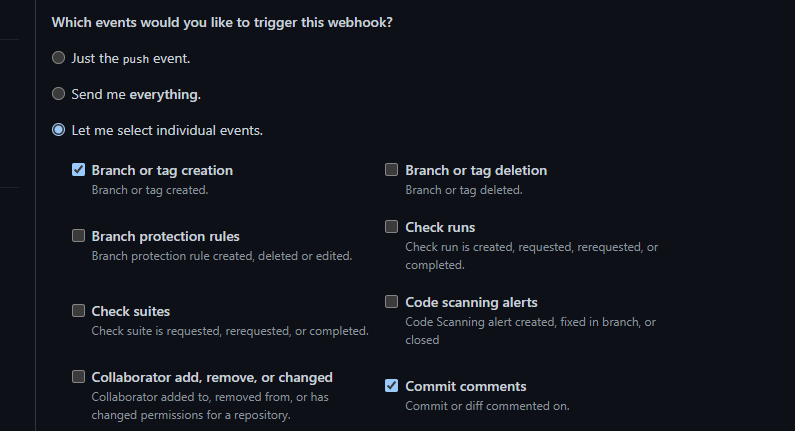 Which events would you like to trigger this webhook?
Just the push event.
Send me everything.
Let me select individual events.
Branch or tag creation
Branch or tag created.
Branch or tag deletion
Branch or tag deleted.
Branch protection rules
Branch protection rule created, deleted or edited.
Check runs
Check run is created, requested, rerequested, or
completed.
Check suites
Check suite is requested, rerequested, or completed.
Code scanning alerts
Code Scanning alert created, fixed in branch, or
closed
Collaborator add, remove, or changed
Collaborator added to, removed from, or has
changed permissions for a repository.
Commit comments
Commit or diff commented on.